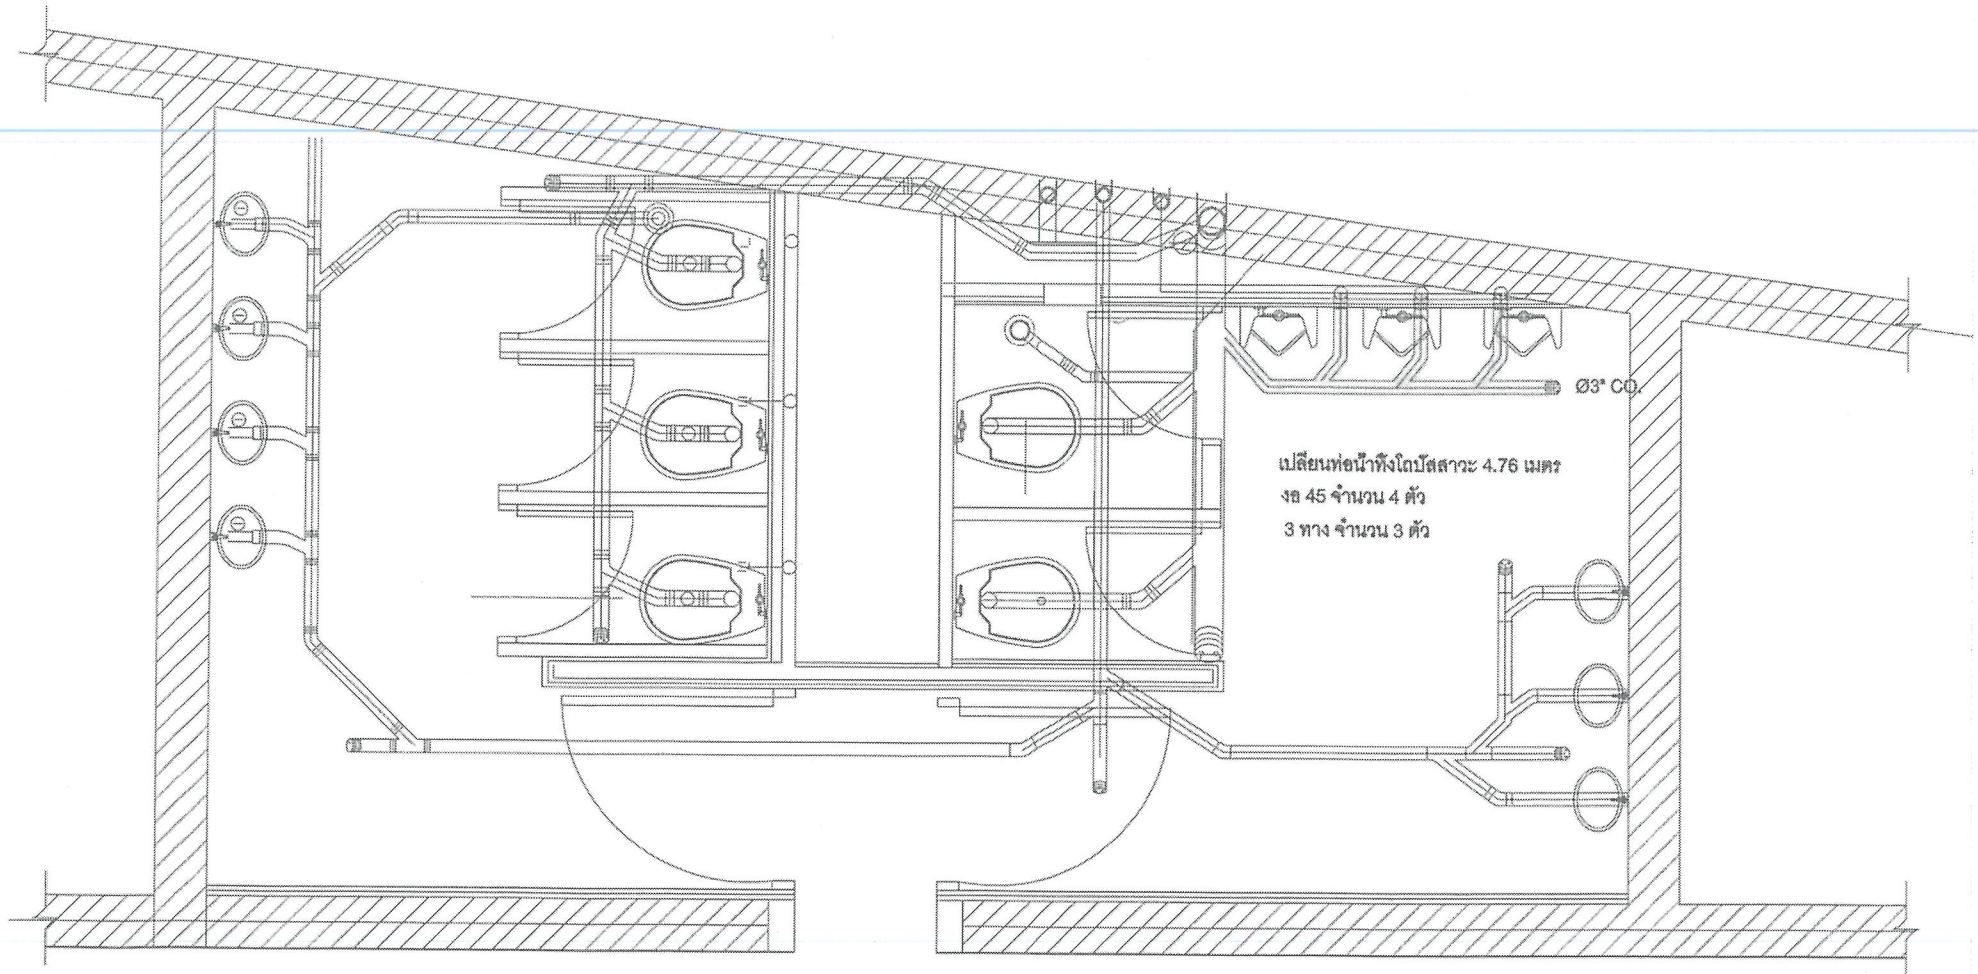 Ø3" CO.
เปลี่ยนท่อน้ำทิ้งโถปัสสาวะ 4.76 เมตร
งอ 45 จำนวน 4 ตัว
3 ทาง จำนวน 3 ตัว